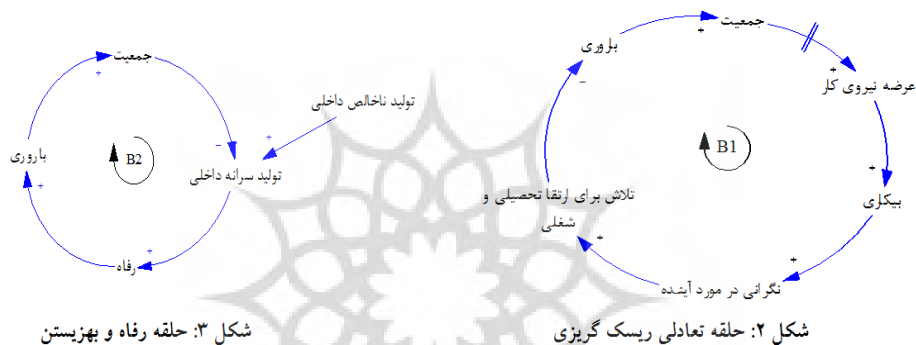 جمعیت
+
باروری
+
−
عرضه نیروی کار
+
B1
بیکاری
+
تلاش برای ارتقا تحصیلی و
شغلی
+
نگرانی در مورد آینده
+
شکل ۲: حلقه تعادلی ریسک گریزی
جمعیت
+
تولید ناخالص داخلی
+
−
باروری
+
B2
تولید سرانه داخلی
+
رفاه
شکل ۳: حلقه رفاه و بهزیستن